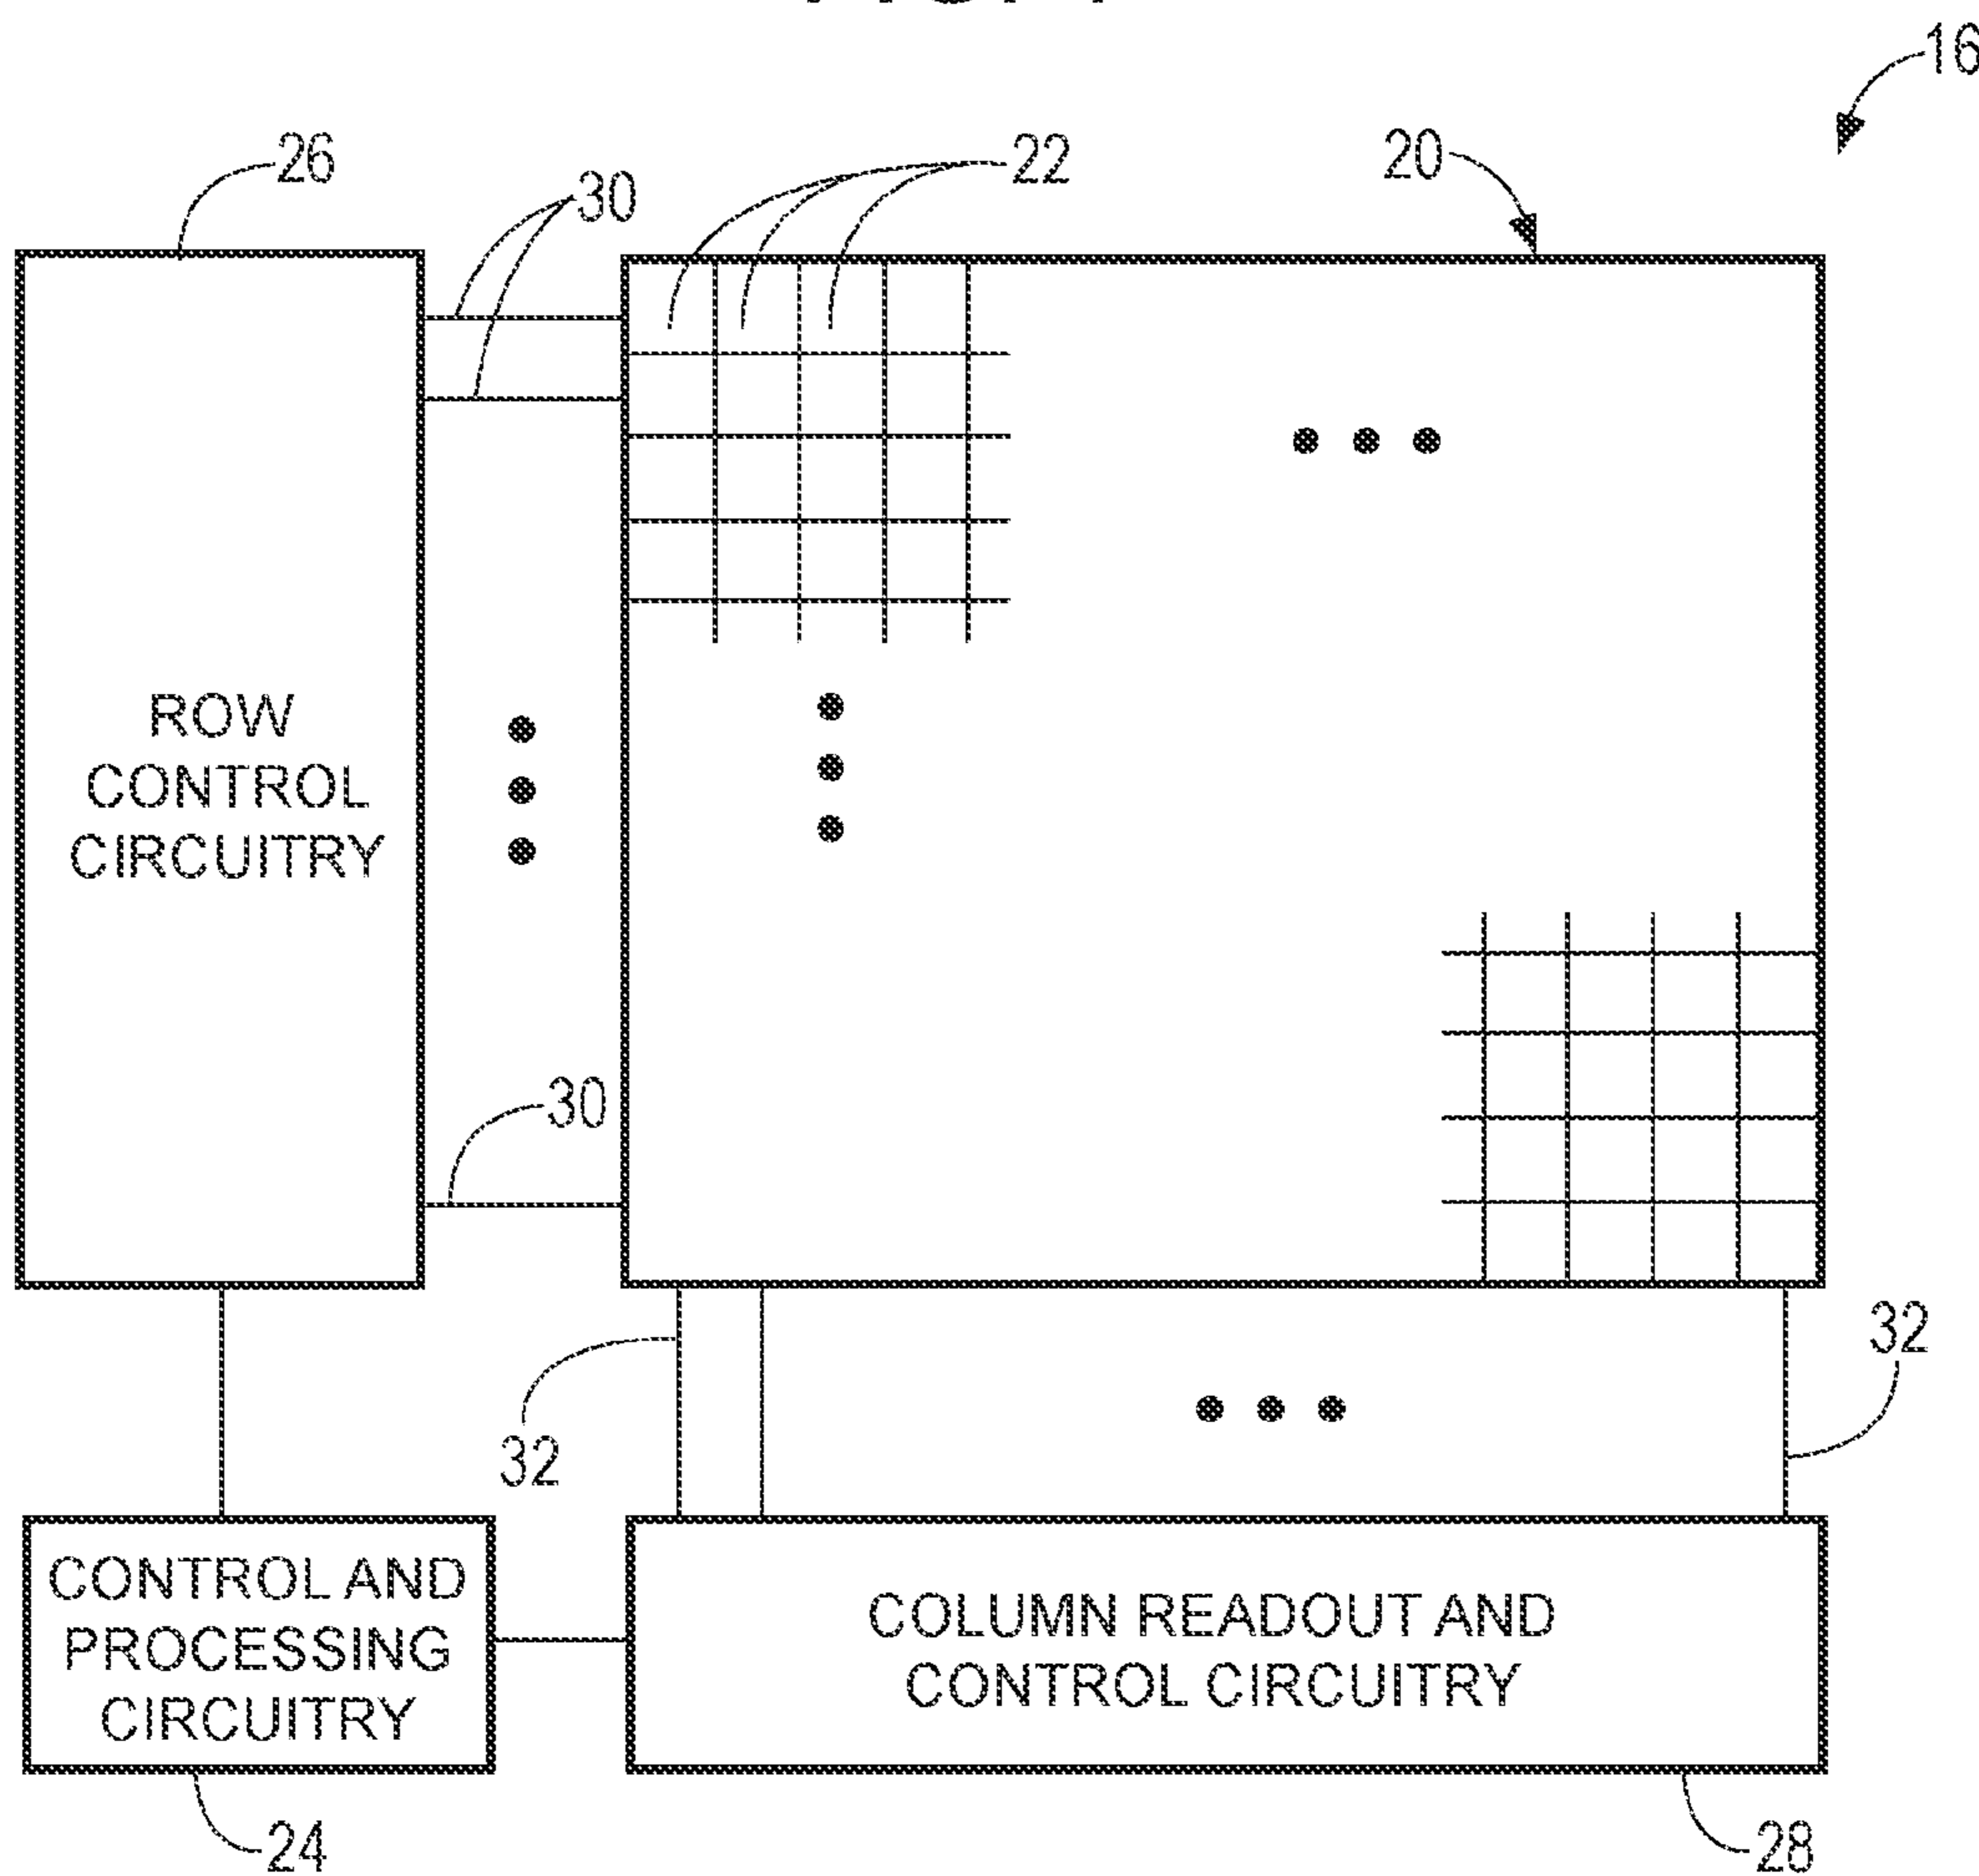 16
26
30
22
20
ROW
CONTROL
CIRCUITRY
30
32
32
CONTROL AND
PROCESSING
CIRCUITRY
COLUMN READOUT AND
CONTROL CIRCUITRY
24
28